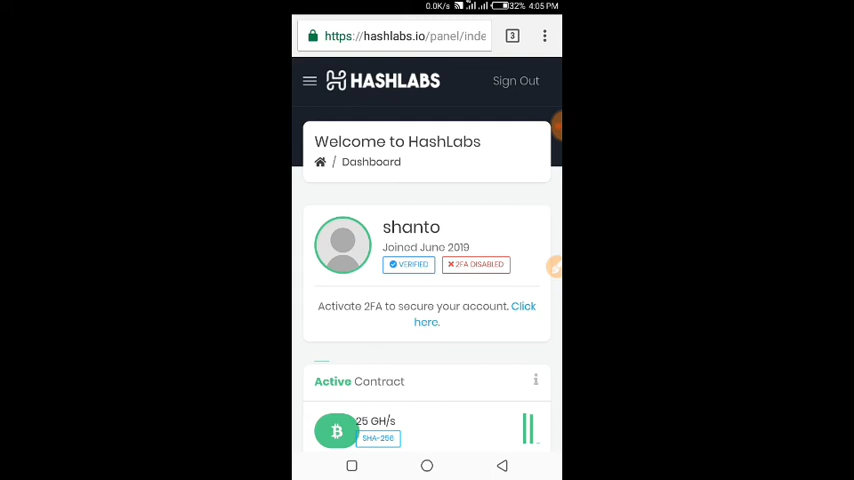 0.0K/s 32% 4:05 PM
https://hashlabs.io/panel/inde 3
HASHLABS Sign Out
Welcome to HashLabs
/ Dashboard
shanto
Joined June 2019
VERIFIED 2FA DISABLED
Activate 2FA to secure your account. Click
here.
Active Contract
25 GH/s
SHA-256